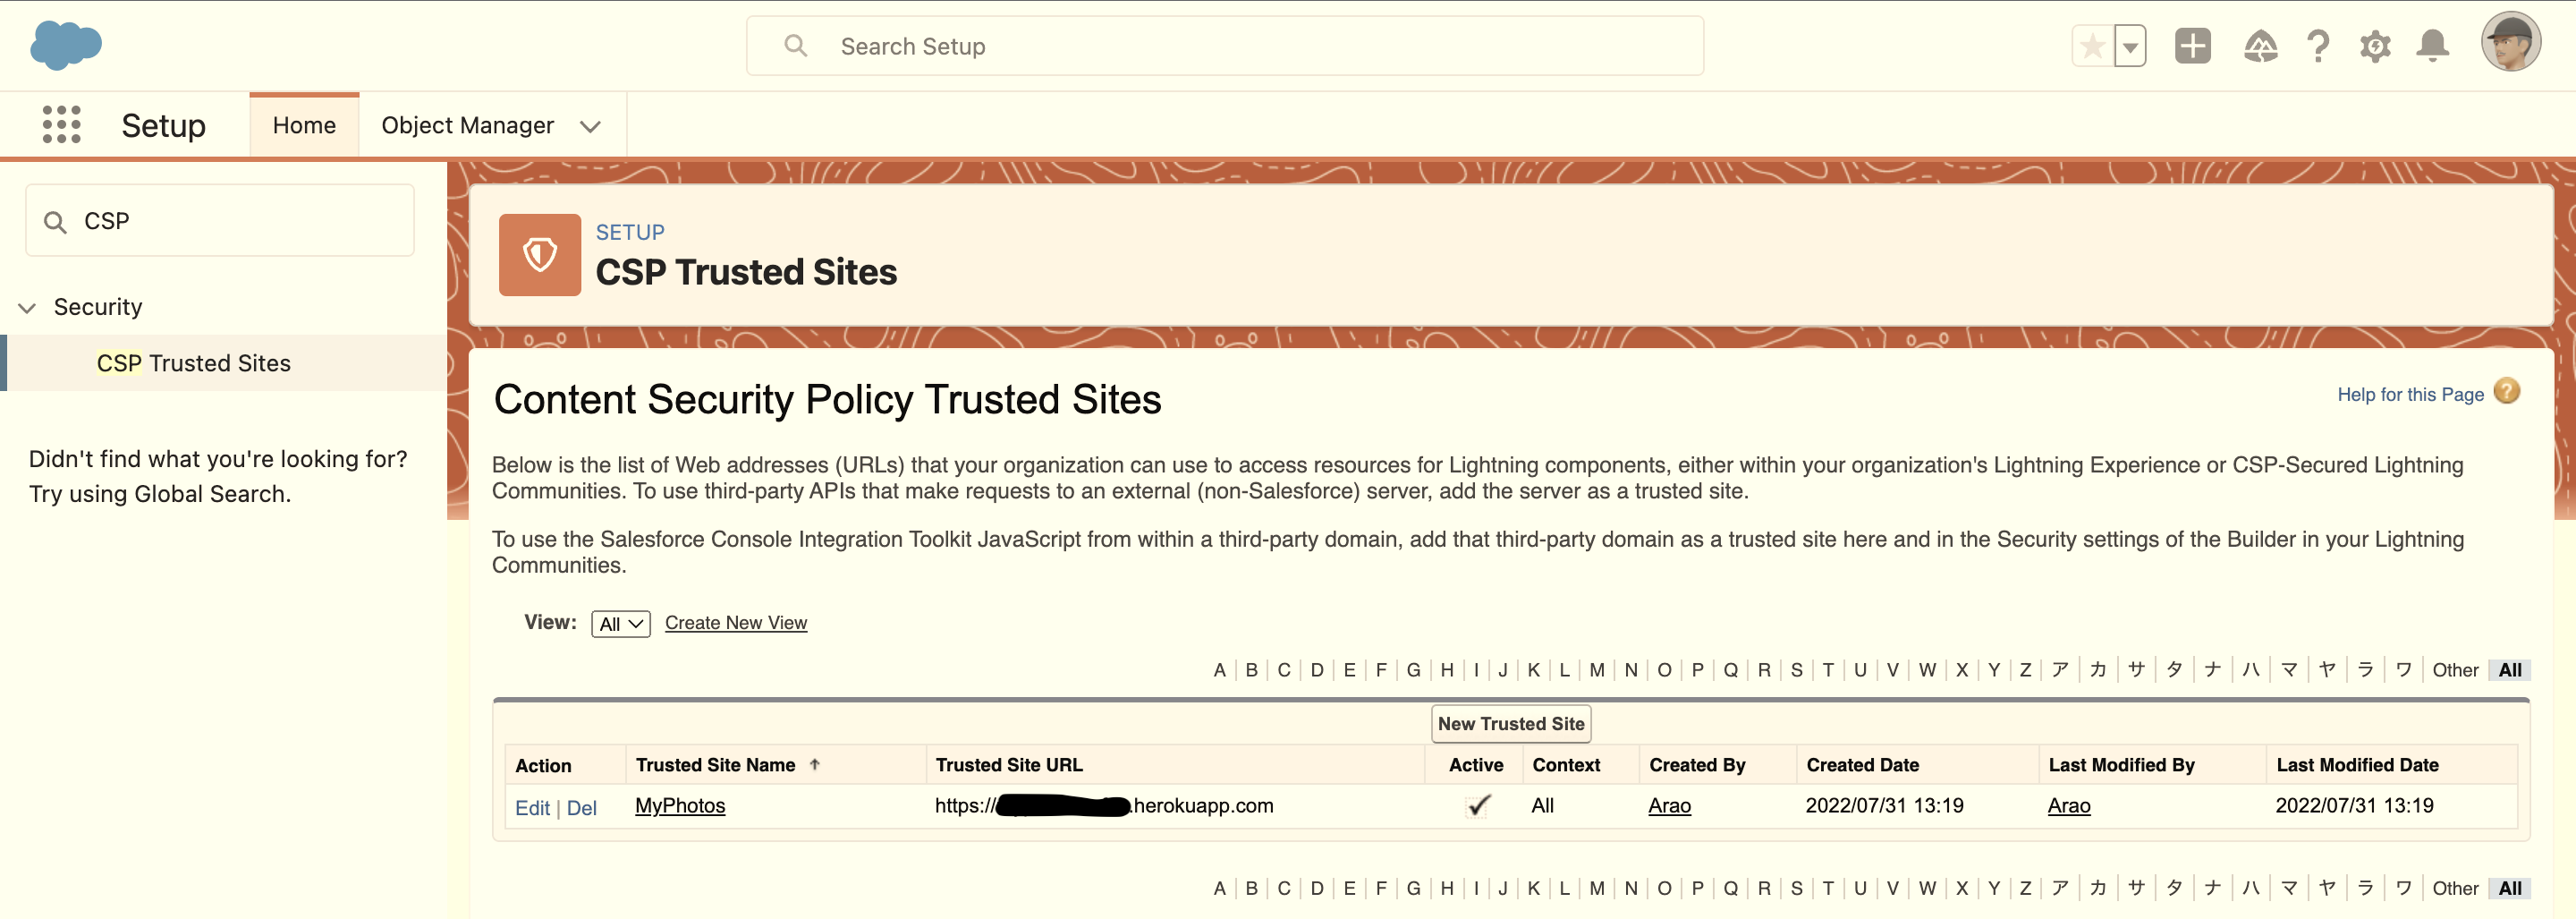 Search Setup
Setup
Home
Object Manager
CSP
Security
CSP Trusted Sites
Didn't find what you're looking for?
Try using Global Search.
SETUP
CSP Trusted Sites
Content Security Policy Trusted Sites
Help for this Page
Below is the list of Web addresses (URLs) that your organization can use to access resources for Lightning components, either within your organization's Lightning Experience or CSP-Secured Lightning
Communities. To use third-party APIs that make requests to an external (non-Salesforce) server, add the server as a trusted site.
To use the Salesforce Console Integration Toolkit JavaScript from within a third-party domain, add that third-party domain as a trusted site here and in the Security settings of the Builder in your Lightning
Communities.
View: All Create New View
A | B | C | D | E | F | G | H | I | J | K | L | M | N | O | P | Q | R | S | T | U | V | W | X | Y | Z | ア | カ | サ | タ | ナ | ハ | マ | ヤ | ラ | ワ | Other | All
New Trusted Site
Action Trusted Site Name Trusted Site URL Active Context Created By Created Date Last Modified By Last Modified Date
Edit | Del MyPhotos https:// .herokuapp.com All Arao 2022/07/31 13:19 Arao 2022/07/31 13:19
A | B | C | D | E | F | G | H | I | J | K | L | M | N | O | P | Q | R | S | T | U | V | W | X | Y | Z | ア | カ | サ | タ | ナ | ハ | マ | ヤ | ラ | ワ | Other | All